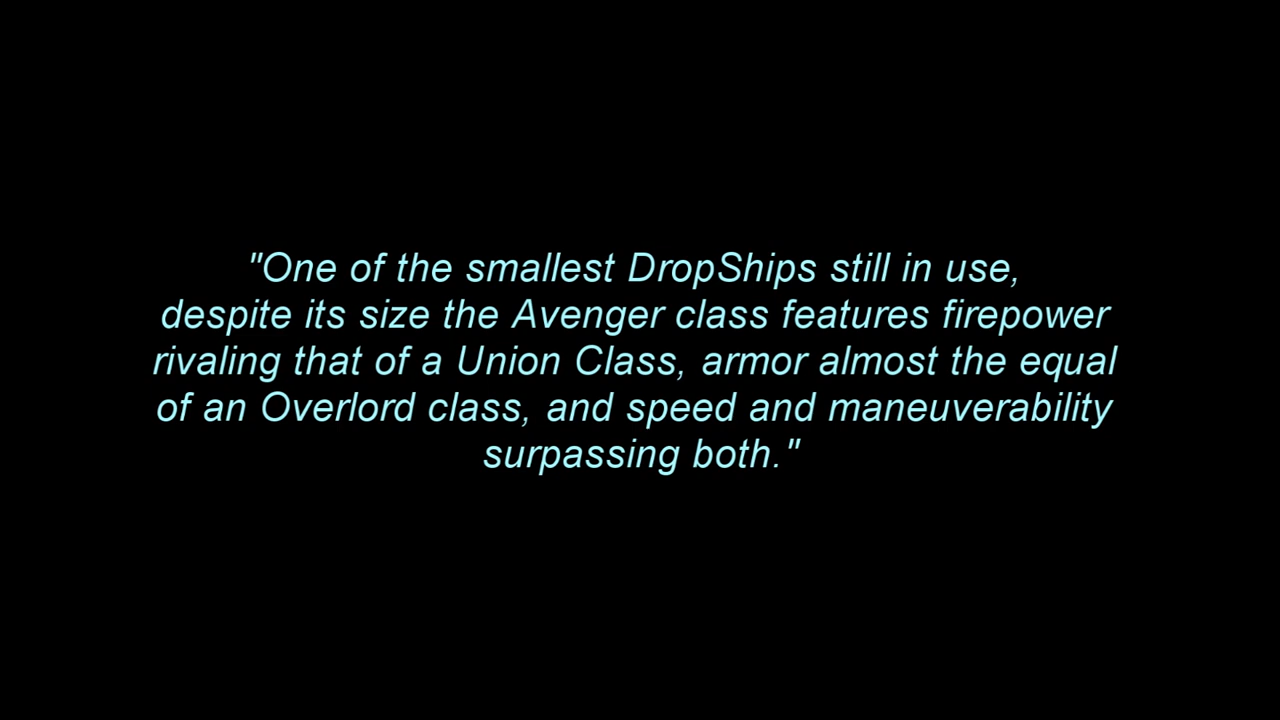 "One of the smallest DropShips still in use,
despite its size the Avenger class features firepower
rivaling that of a Union Class, armor almost the equal
of an Overlord class, and speed and maneuverability
surpassing both."